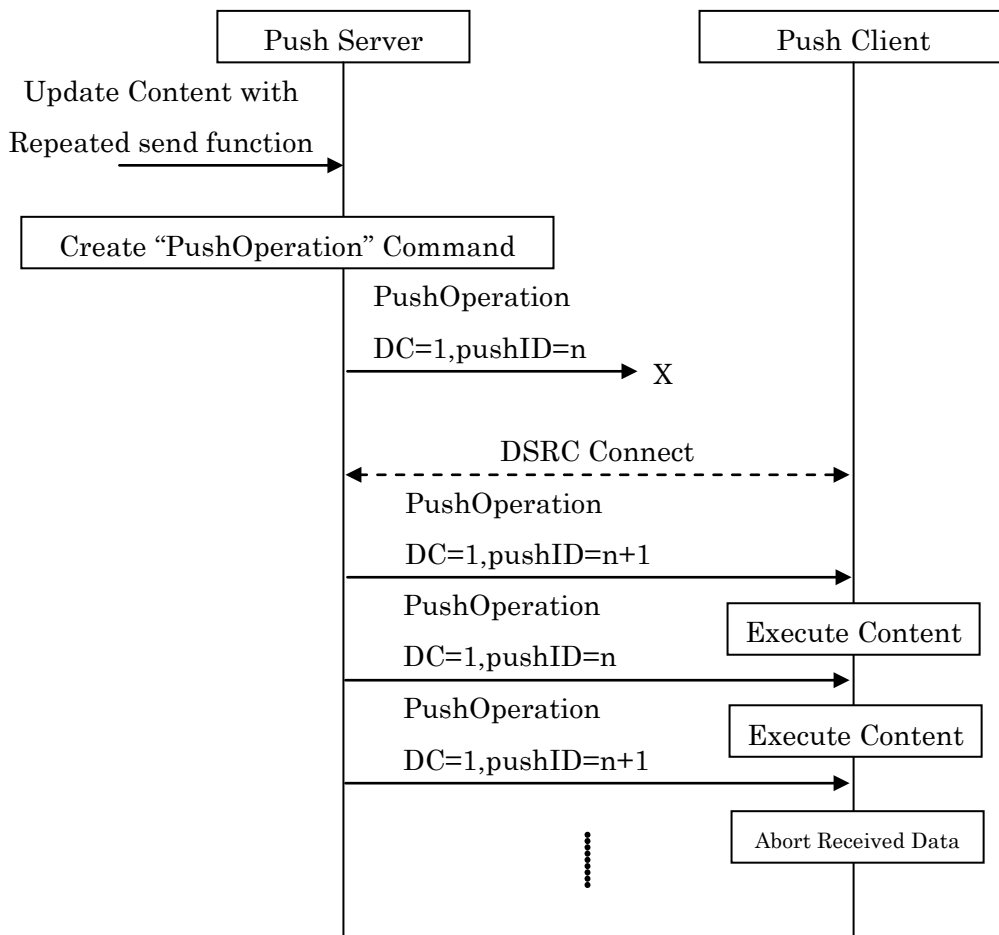 Push Server
Push Client
Update Content with
Repeated send function
Create “PushOperation” Command
PushOperation
DC=1,pushID=n
X
DSRC Connect
PushOperation
DC=1,pushID=n+1
PushOperation
Execute Content
DC=1,pushID=n
PushOperation
Execute Content
DC=1,pushID=n+1
Abort Received Data